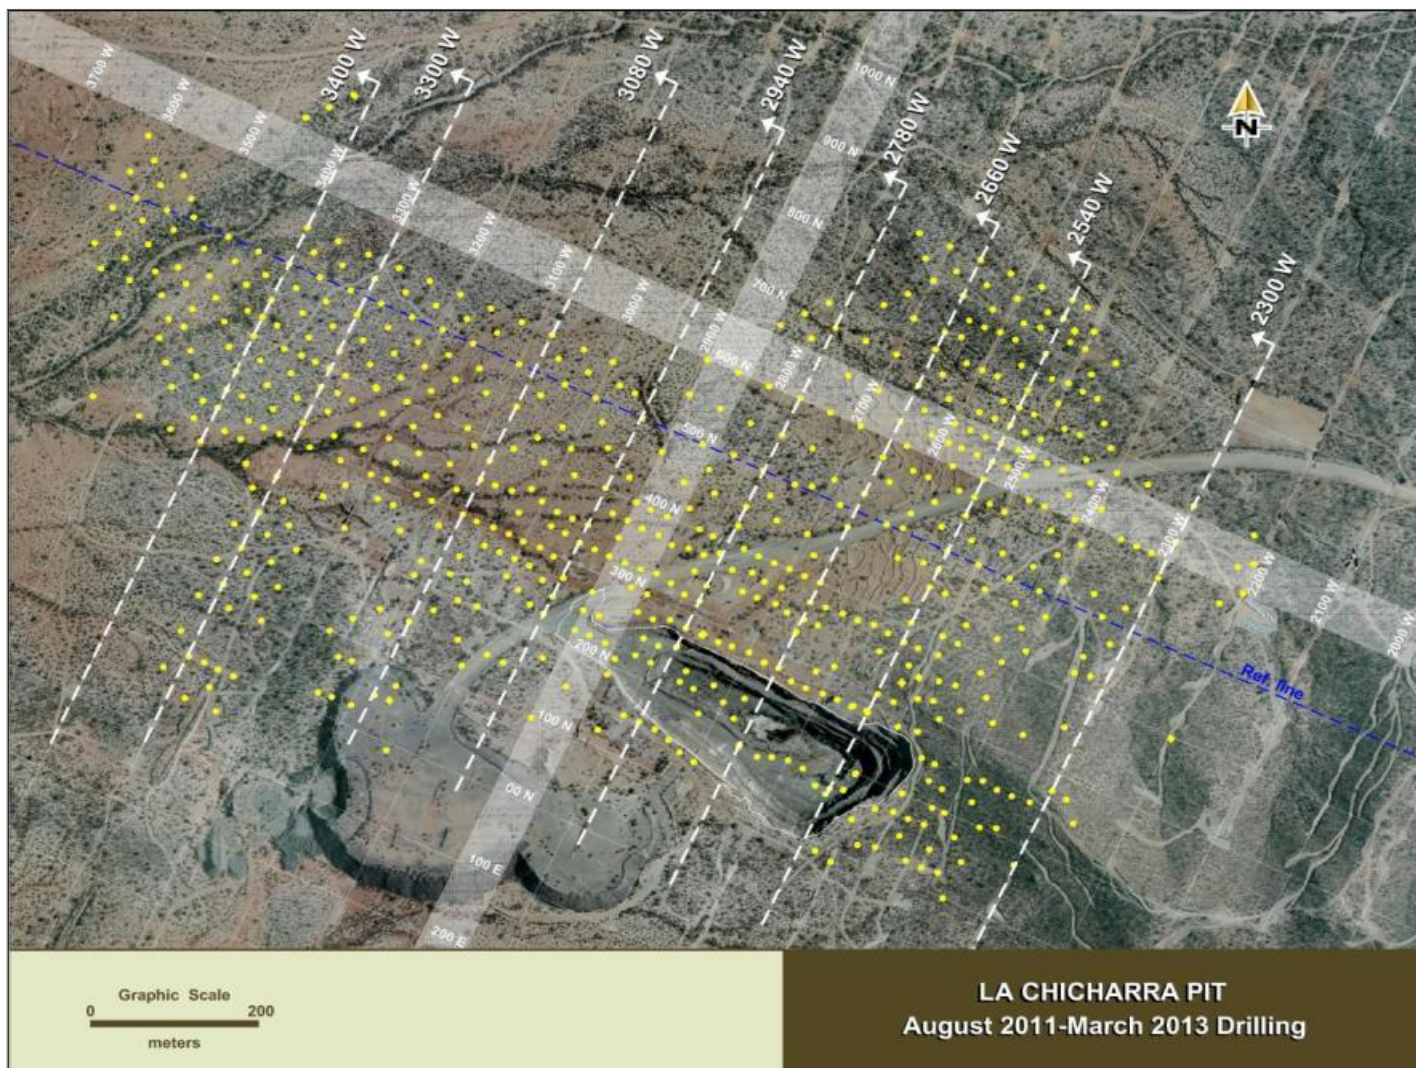 3400 W
3300 W
3080 W
2940 W
2780 W
2660 W
2540 W
2300 W
N
3700 W
3600 W
3500 W
3400 W
3300 W
3200 W
3100 W
3000 W
2900 W
2800 W
2700 W
2600 W
2500 W
2400 W
2300 W
2200 W
2100 W
2000 W
1000 N
900 N
800 N
700 N
600 N
500 N
400 N
300 N
200 N
100 N
00 N
100 E
200 E
Ref. line
Graphic Scale
0 200
meters
LA CHICHARRA PIT
August 2011-March 2013 Drilling